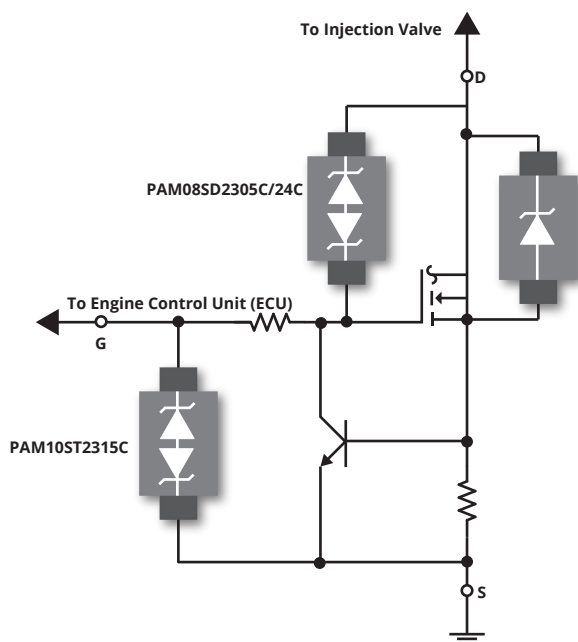 To Injection Valve
D
PAM08SD2305C/24C
To Engine Control Unit (ECU)
G
PAM10ST2315C
S